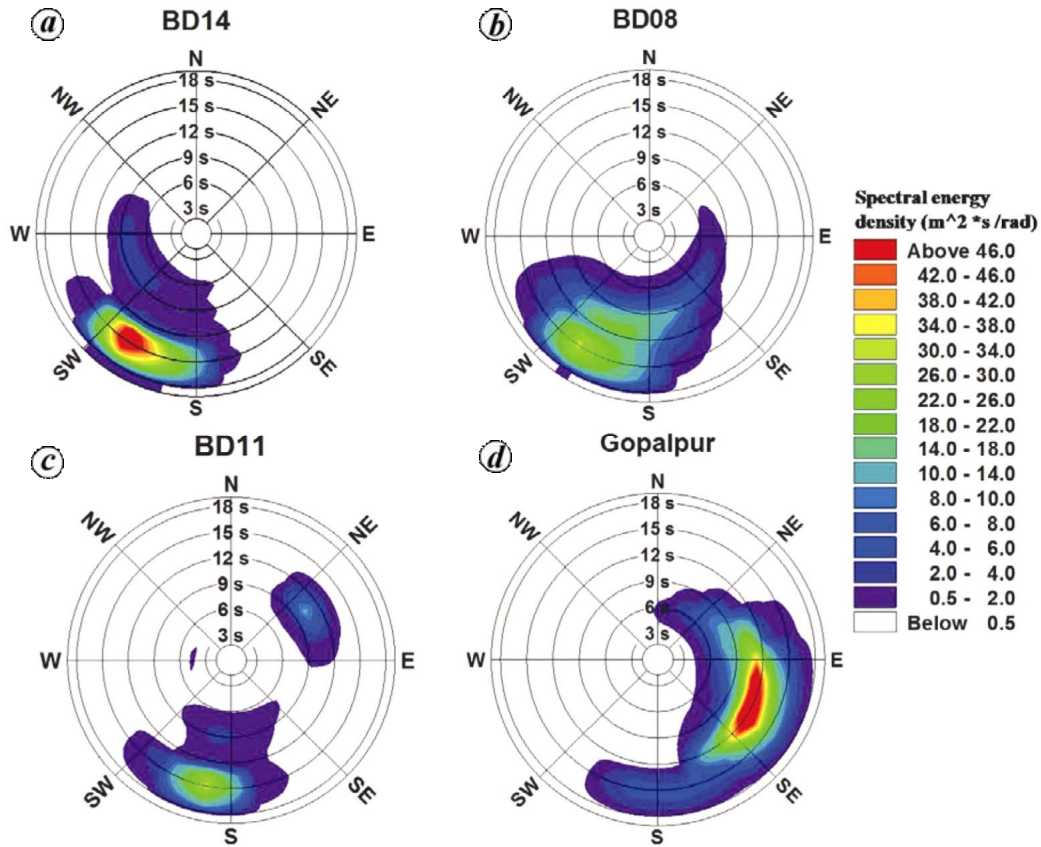 a
BD14
N
NE
E
SE
S
SW
W
NW
18 s
15 s
12 s
9 s
6 s
3 s
b
BD08
N
NE
E
SE
S
SW
W
NW
18 s
15 s
12 s
9 s
6 s
3 s
c
BD11
N
NE
E
SE
S
SW
W
NW
18 s
15 s
12 s
9 s
6 s
3 s
d
Gopalpur
N
NE
E
SE
S
SW
W
NW
18 s
15 s
12 s
9 s
6 s
3 s
Spectral energy
density (m^2 *s /rad)
Above 46.0
42.0 - 46.0
38.0 - 42.0
34.0 - 38.0
30.0 - 34.0
26.0 - 30.0
22.0 - 26.0
18.0 - 22.0
14.0 - 18.0
10.0 - 14.0
8.0 - 10.0
6.0 - 8.0
4.0 - 6.0
2.0 - 4.0
0.5 - 2.0
Below 0.5